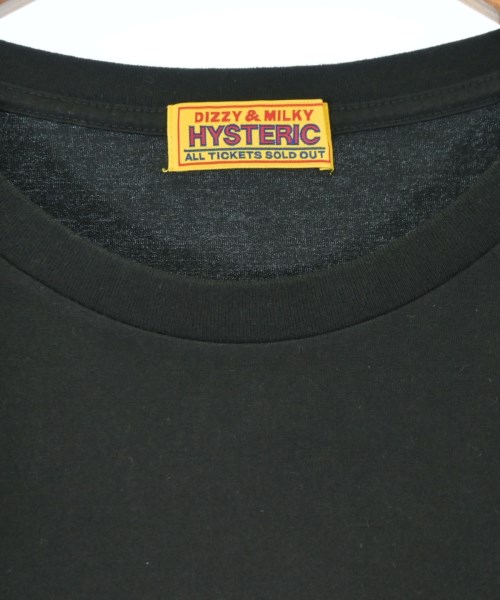 DIZZY & MILKY
HYSTERIC
ALL TICKETS SOLD OUT